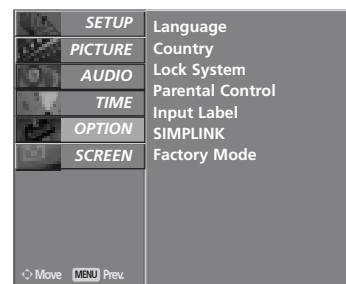 SETUP
PICTURE
AUDIO
TIME
OPTION
SCREEN
Language
Country
Lock System
Parental Control
Input Label
SIMPLINK
Factory Mode
Move MENU Prev.